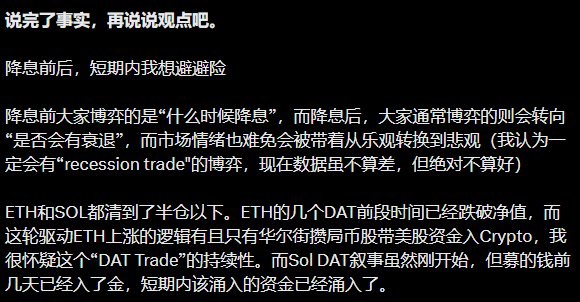 说完了事实，再说说观点吧。
降息前后，短期内我想避避险
降息前大家博弈的是“什么时候降息”，而降息后，大家通常博弈的则会转向
“是否会有衰退”，而市场情绪也难免会被带着从乐观转换到悲观（我认为一
定会有“recession trade"的博弈，现在数据虽不算差，但绝对不算好）
ETH和SOL都清到了半仓以下。ETH的几个DAT前段时间已经跌破净值，而
这轮驱动ETH上涨的逻辑有且只有华尔街攒局币股带美股资金入Crypto，我
很怀疑这个“DAT Trade”的持续性。而Sol DAT叙事虽然刚开始，但募的钱前
几天已经入了金，短期内该涌入的资金已经涌入了。